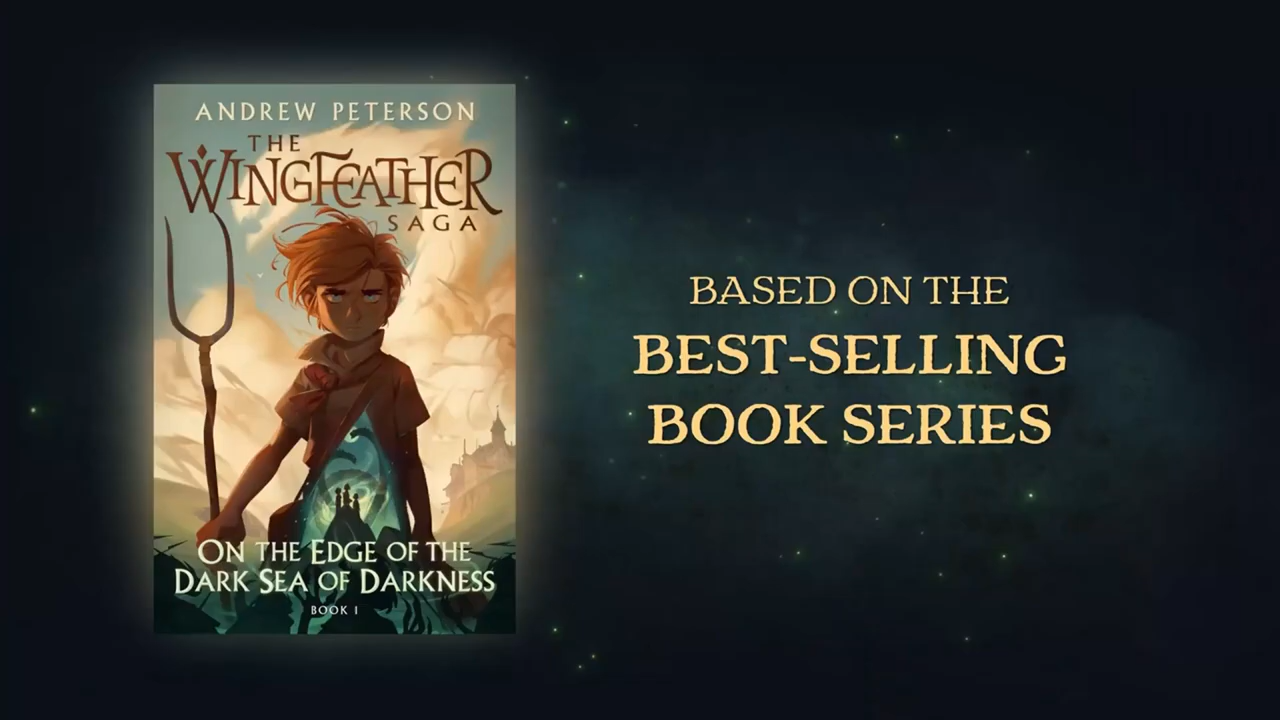 ANDREW PETERSON
THE
WINGFEATHER
SAGA
ON THE EDGE OF THE
DARK SEA OF DARKNESS
BOOK 1
BASED ON THE
BEST-SELLING
BOOK SERIES